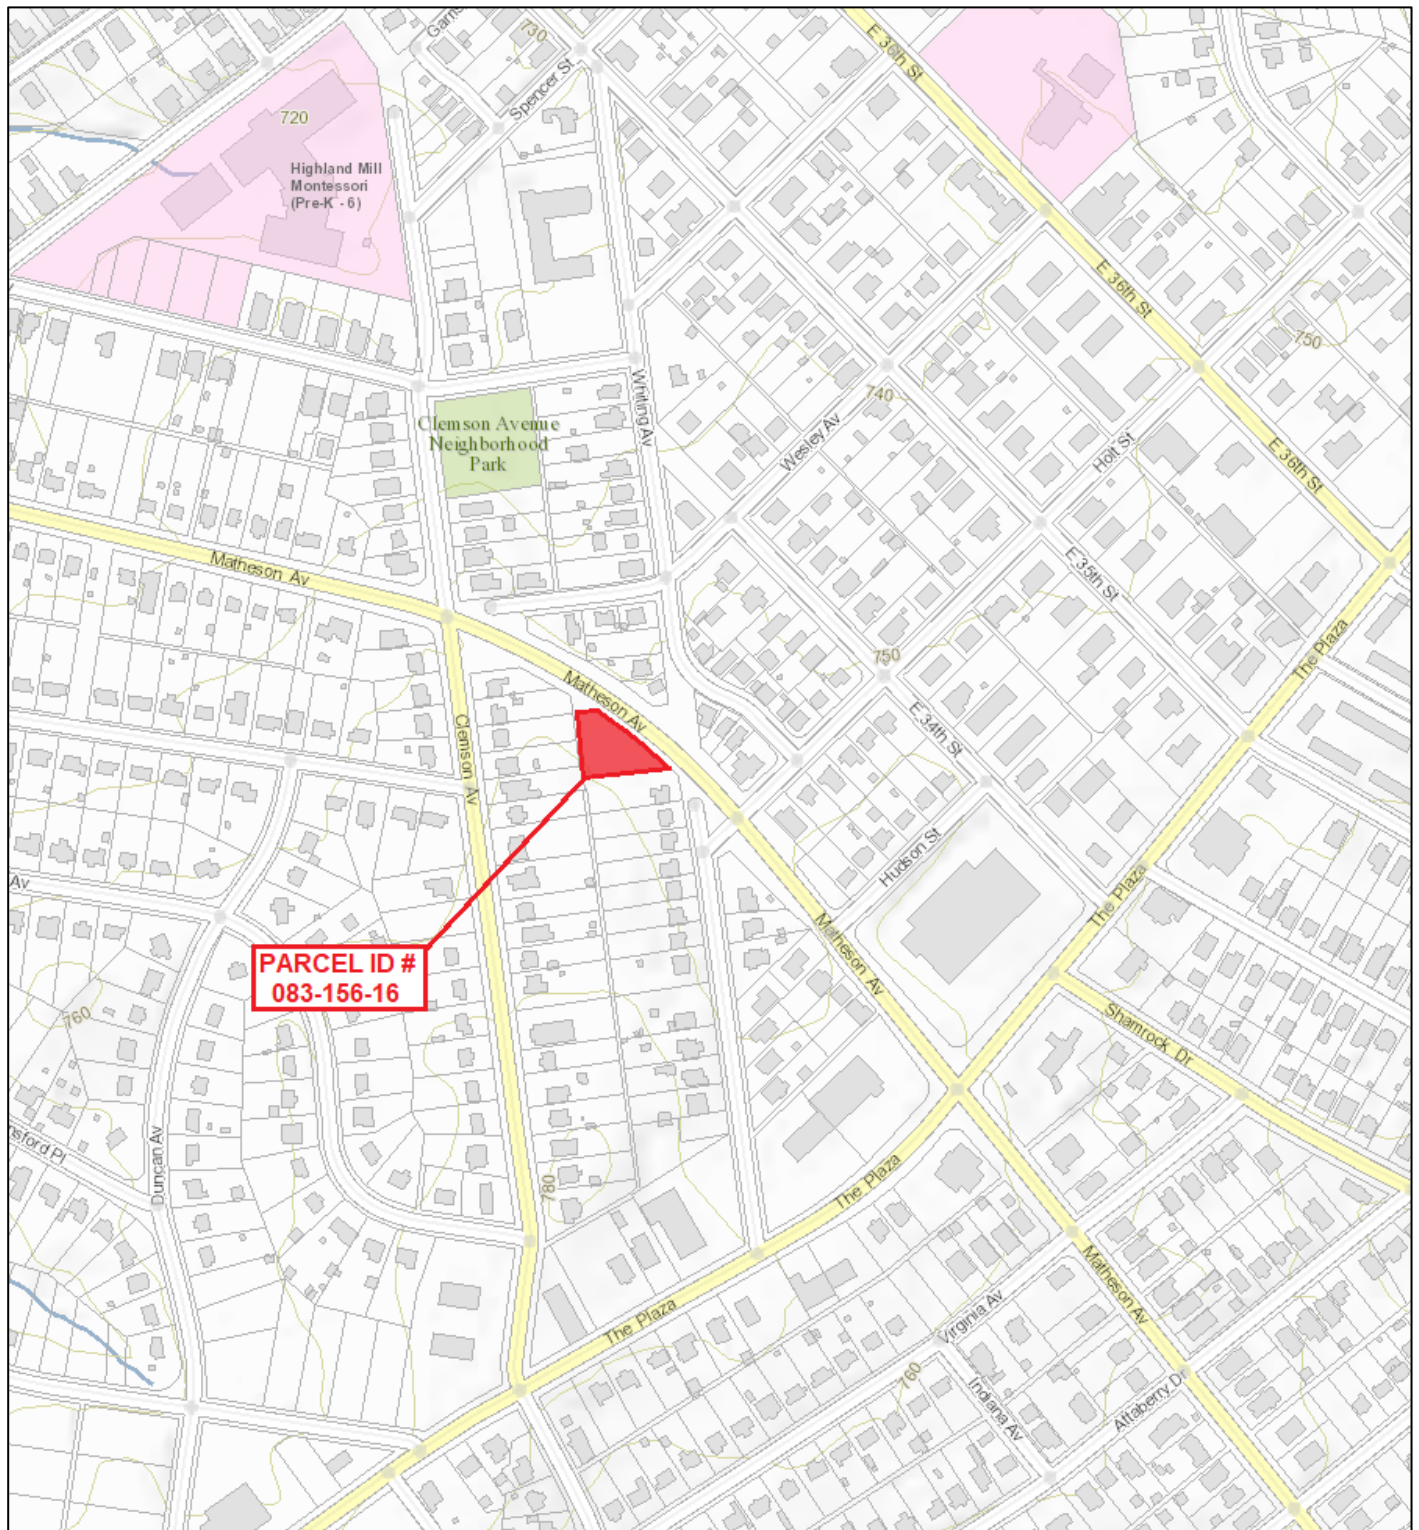 730
Spencer St
E 36th St
720
Highland Mill
Montessori
(Pre-K - 6)
E 36th St
750
Whiting Av
740
Clemson Avenue
Neighborhood
Park
Wesley Av
Holt St
E 36th St
Matheson Av
E 35th St
The Plaza
750
Matheson Av
E 34th St
Clemson Av
Hudson St
The Plaza
Av
Matheson Av
PARCEL ID #
083-156-16
760
Shamrock Dr
nsford Pl
Duncan Av
780
The Plaza
Matheson Av
The Plaza
Virginia Av
760
Indiana Av
Attaberry Dr